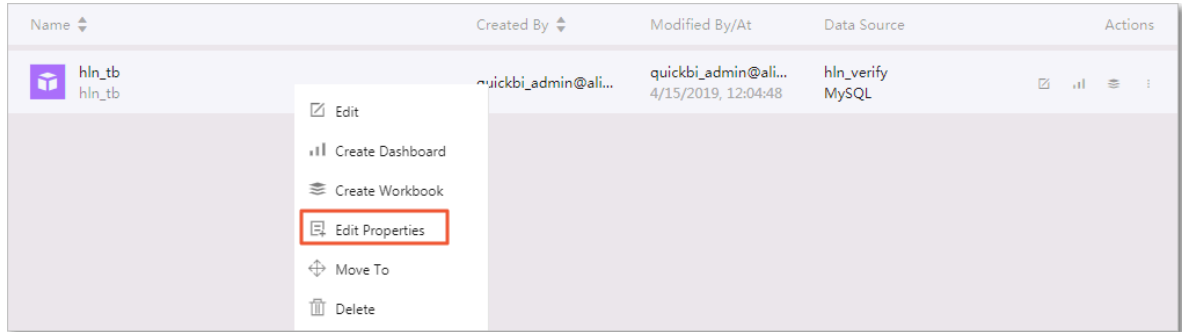 Name Created By Modified By/At Data Source Actions
hln_tb quickbi_admin@ali... quickbi_admin@ali... hln_verify
hln_tb 4/15/2019, 12:04:48 MySQL
Edit
Create Dashboard
Create Workbook
Edit Properties
Move To
Delete